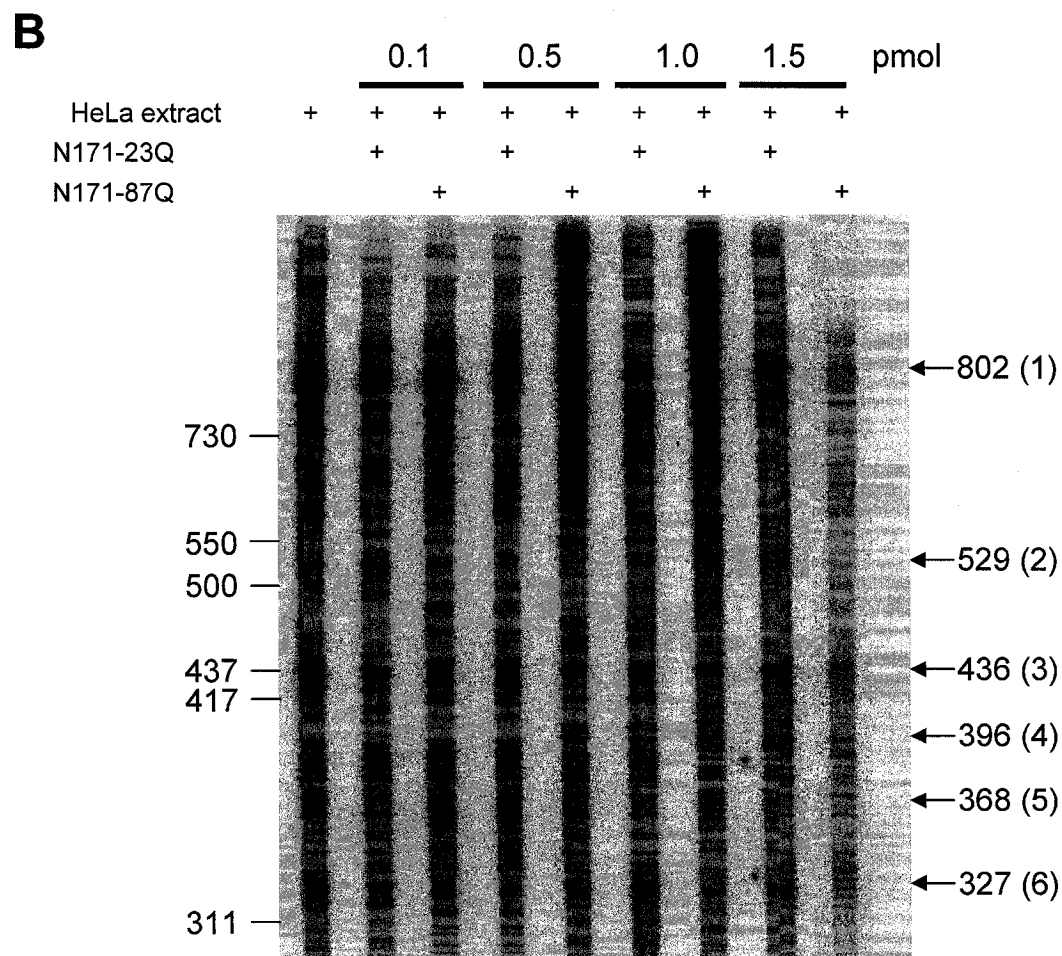 B
0.1 0.5 1.0 1.5 pmol
HeLa extract + + + + + + + + +
N171-23Q + + + +
N171-87Q + + + +
802 (1)
730
550
529 (2)
500
437
436 (3)
417
396 (4)
368 (5)
327 (6)
311